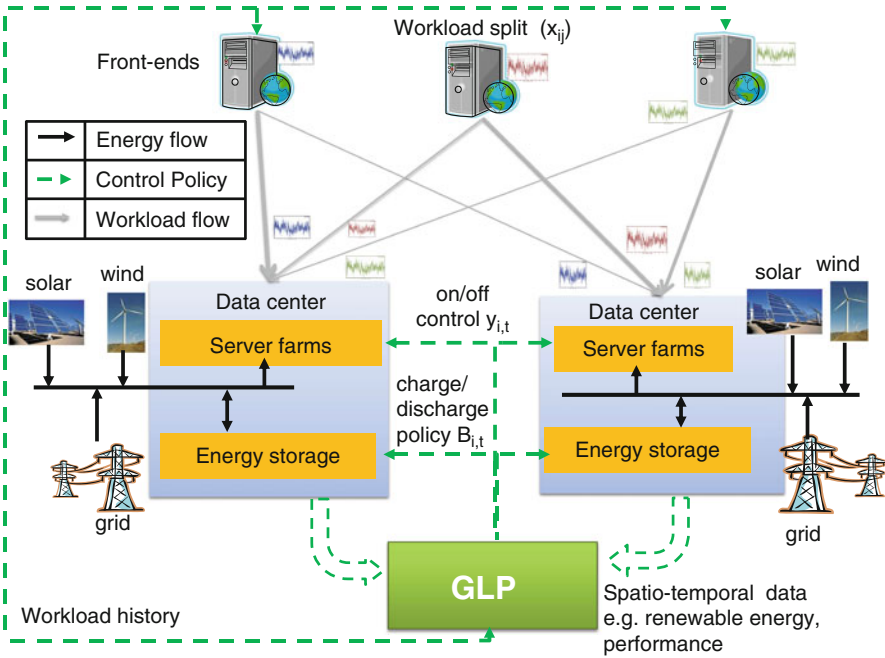 Workload split (x_ij)
Front-ends
Energy flow
Control Policy
Workload flow
solar
wind
Data center
Server farms
Energy storage
grid
on/off
control y_i,t
charge/
discharge
policy B_i,t
solar
wind
Data center
Server farms
Energy storage
grid
GLP
Workload history
Spatio-temporal data
e.g. renewable energy,
performance